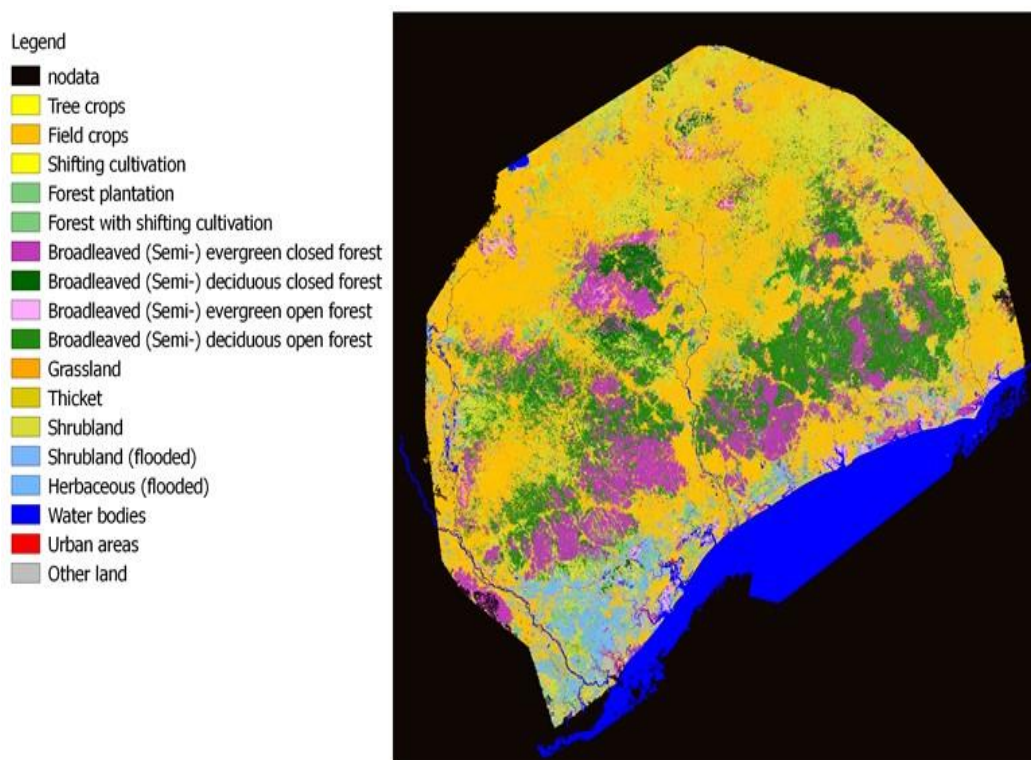 Legend
nodata
Tree crops
Field crops
Shifting cultivation
Forest plantation
Forest with shifting cultivation
Broadleaved (Semi-) evergreen closed forest
Broadleaved (Semi-) deciduous closed forest
Broadleaved (Semi-) evergreen open forest
Broadleaved (Semi-) deciduous open forest
Grassland
Thicket
Shrubland
Shrubland (flooded)
Herbaceous (flooded)
Water bodies
Urban areas
Other land